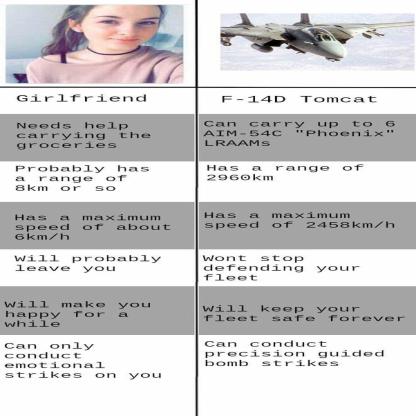 Girlfriend
F-14D Tomcat
Needs help
carrying the
groceries
Can carry up to 6
AIM-54C "Phoenix"
LRAAMs
Probably has
a range of
8km or so
Has a range of
2960km
Has a maximum
speed of about
6km/h
Has a maximum
speed of 2458km/h
Will probably
leave you
Wont stop
defending your
fleet
Will make you
happy for a
while
Will keep your
fleet safe forever
Can only
conduct
emotional
strikes on you
Can conduct
precision guided
bomb strikes